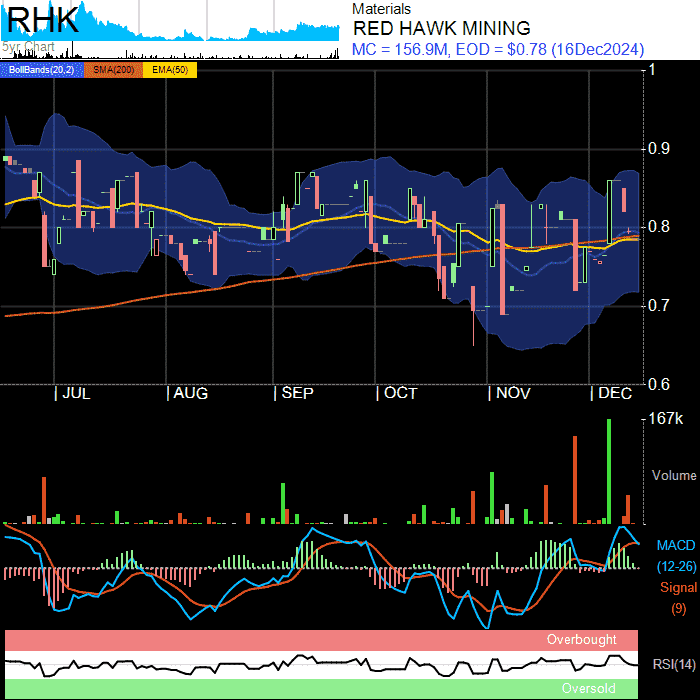 RHK
5yr Chart
Materials
RED HAWK MINING
MC = 156.9M, EOD = $0.78 (16Dec2024)
BollBands(20,2) SMA(200) EMA(50)
1
0.9
0.8
0.7
0.6
| JUL | AUG | SEP | OCT | NOV | DEC
167k
Volume
MACD
(12-26)
Signal
(9)
Overbought
RSI(14)
Oversold